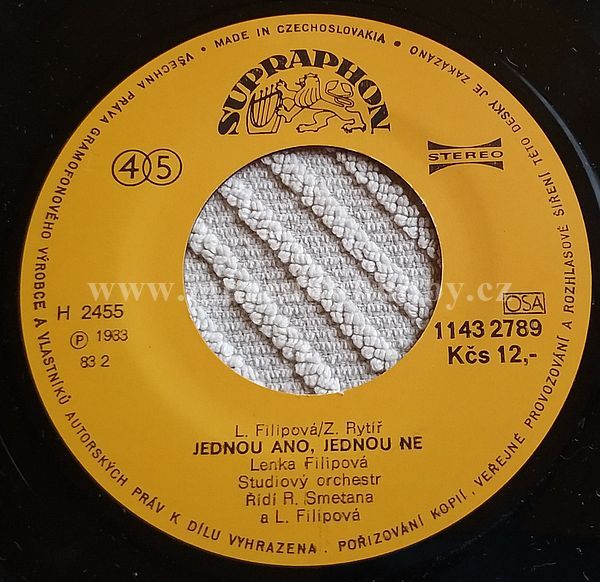 VŠECHNA PRÁVA GRAMOFONOVÉHO VÝROBCE A VLASTNÍKŮ AUTORSKÝCH PRÁV K DÍLU VYHRAZENA. POŘIZOVÁNÍ KOPIÍ, VEŘEJNÉ PROVOZOVÁNÍ A ROZHLASOVÉ ŠÍŘENÍ TÉTO DESKY JE ZAKÁZÁNO • MADE IN CZECHOSLOVAKIA •
SUPRAPHON
45
STEREO
H 2455
Ⓟ 1983
83 2
OSA
1143 2789
Kčs 12,-
L. Filipová/Z. Rytíř
JEDNOU ANO, JEDNOU NE
Lenka Filipová
Studiový orchestr
Řídí R. Smetana
a L. Filipová